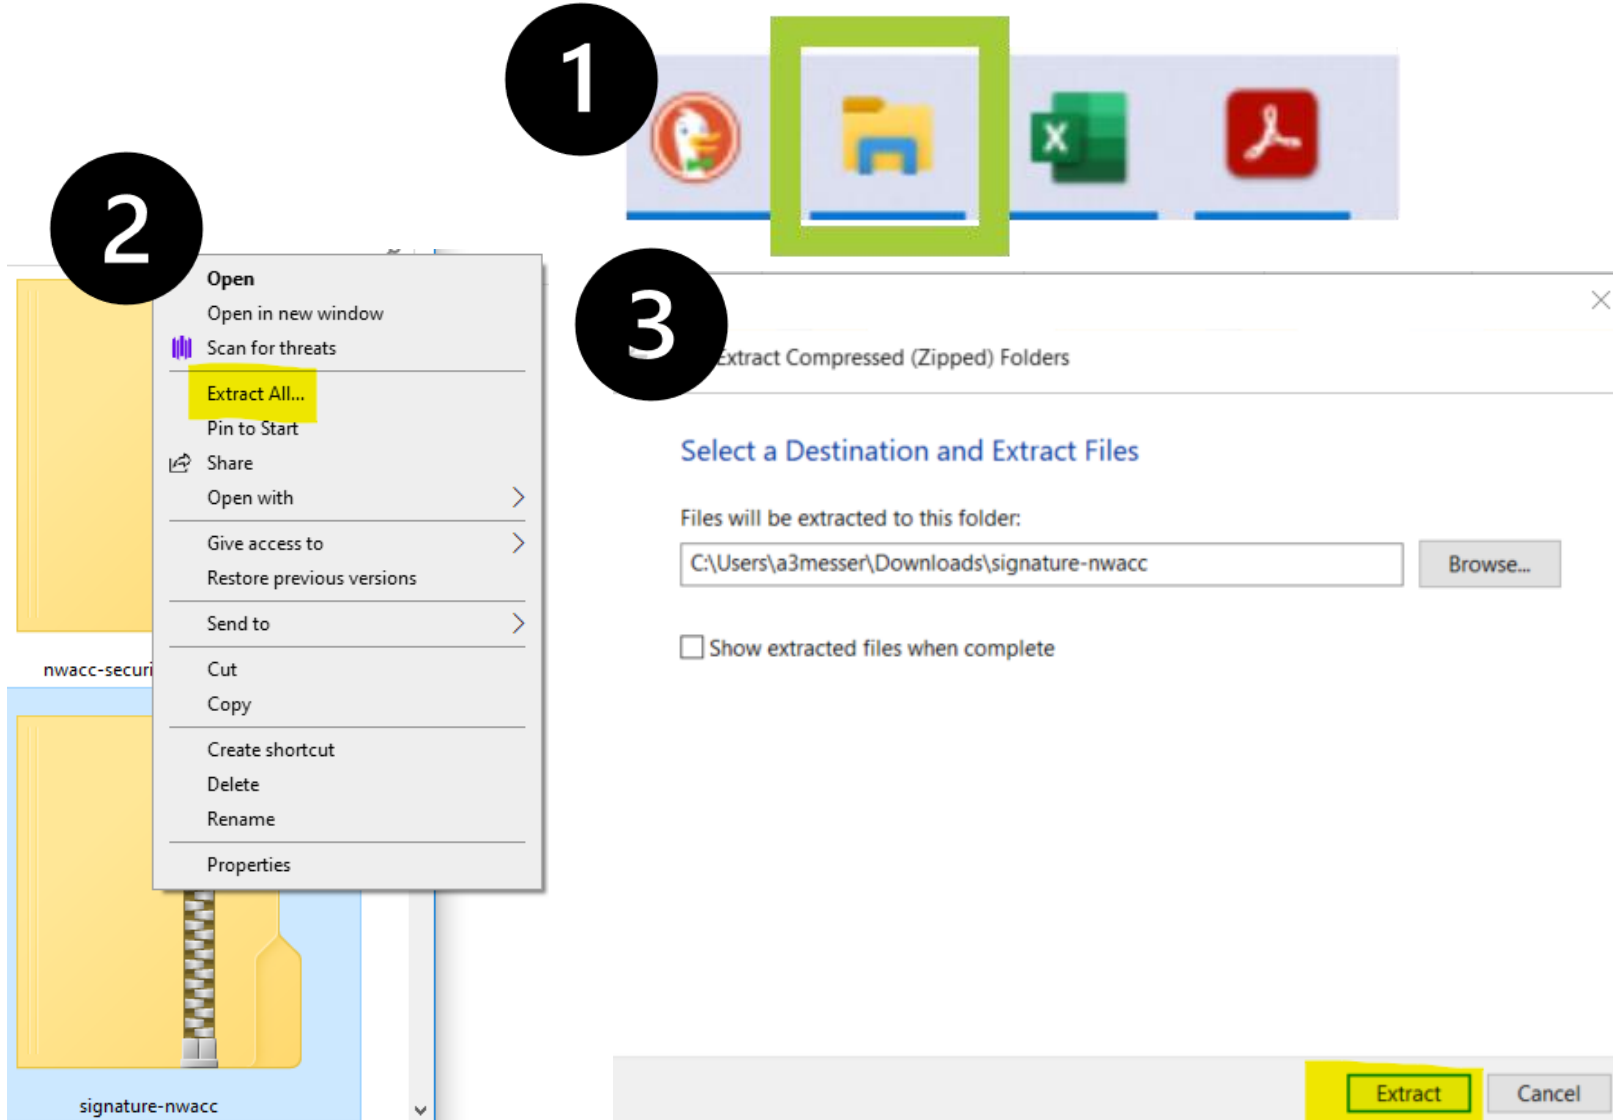 1
2
Open
Open in new window
Scan for threats
Extract All...
Pin to Start
Share
Open with
Give access to
Restore previous versions
Send to
Cut
Copy
Create shortcut
Delete
Rename
Properties
nwacc-securi
signature-nwacc
3
Extract Compressed (Zipped) Folders
Select a Destination and Extract Files
Files will be extracted to this folder:
C:\Users\a3messer\Downloads\signature-nwacc
Browse...
Show extracted files when complete
Extract
Cancel
X